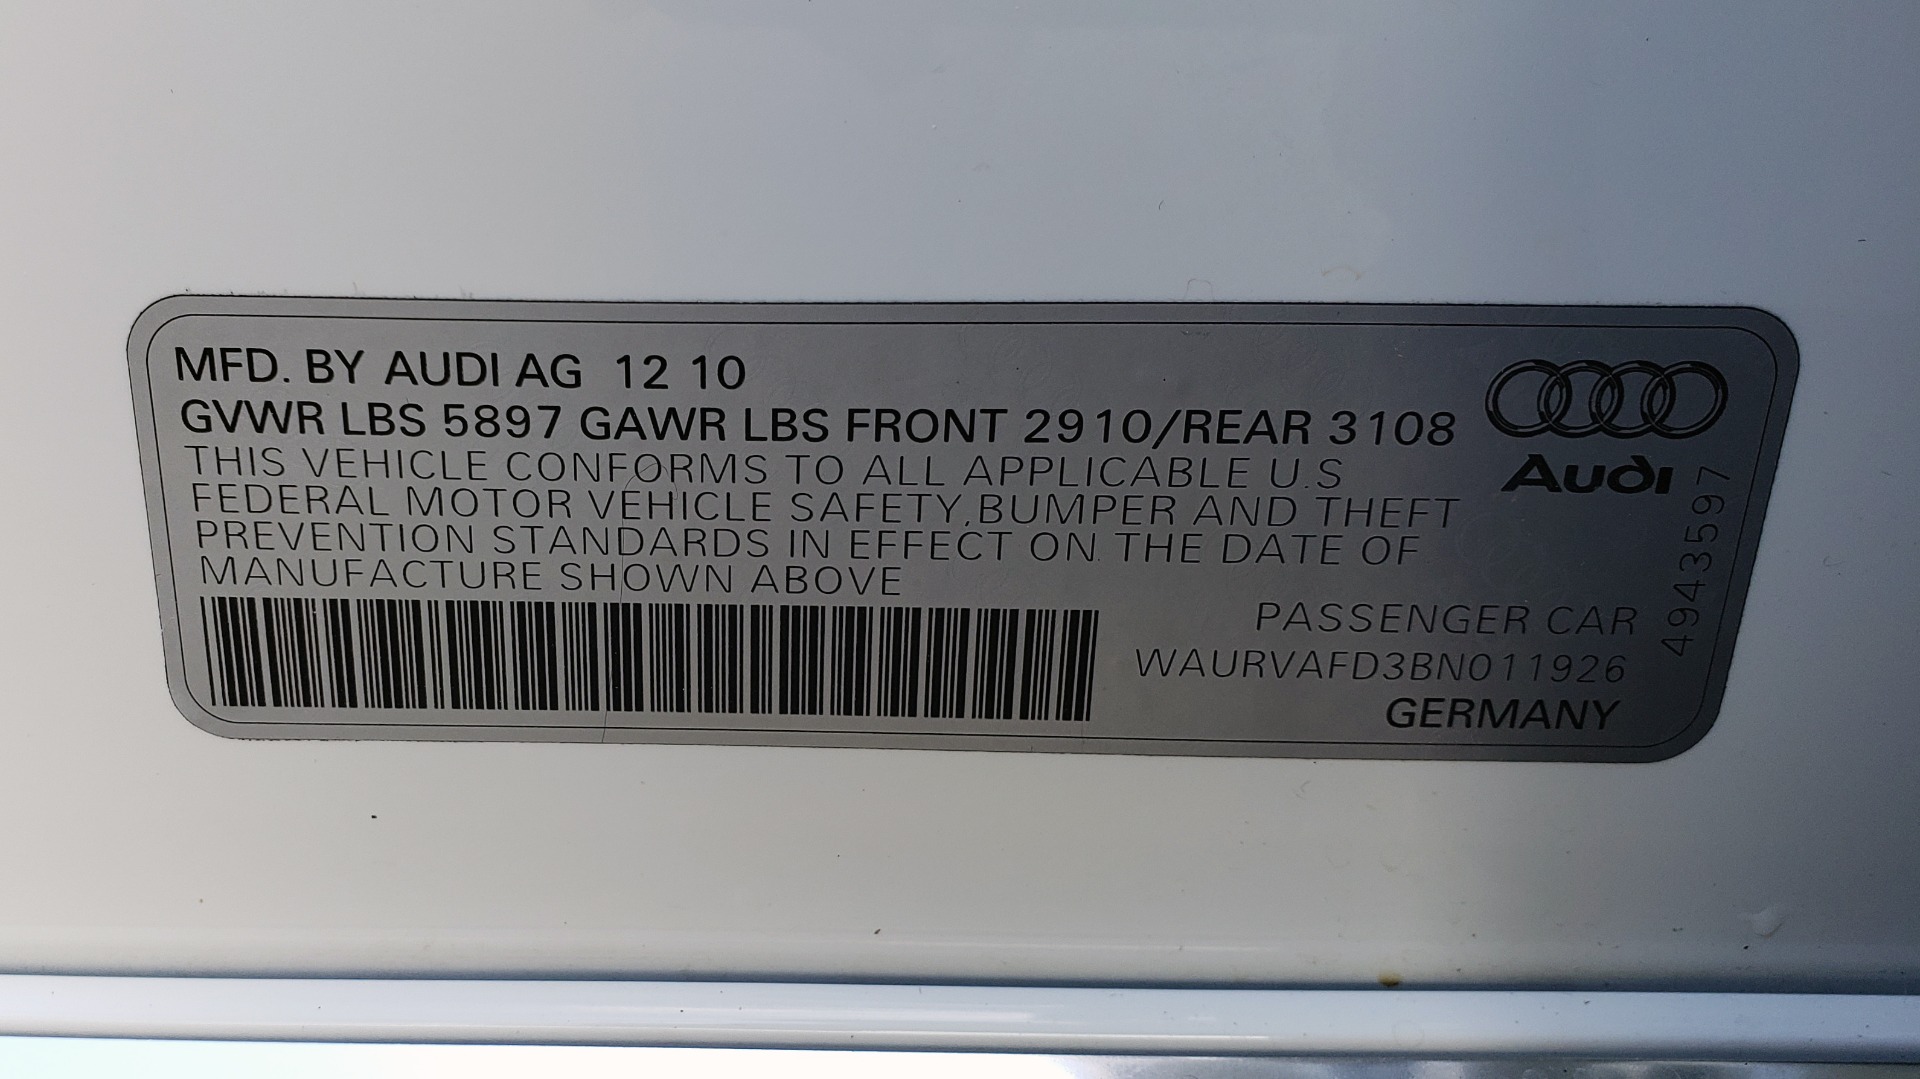 MFD. BY AUDI AG 12 10
GVWR LBS 5897 GAWR LBS FRONT 2910/REAR 3108
THIS VEHICLE CONFORMS TO ALL APPLICABLE U.S
FEDERAL MOTOR VEHICLE SAFETY,BUMPER AND THEFT
PREVENTION STANDARDS IN EFFECT ON THE DATE OF
MANUFACTURE SHOWN ABOVE
Audi
4943597
PASSENGER CAR
WAURVAFD3BN011926
GERMANY